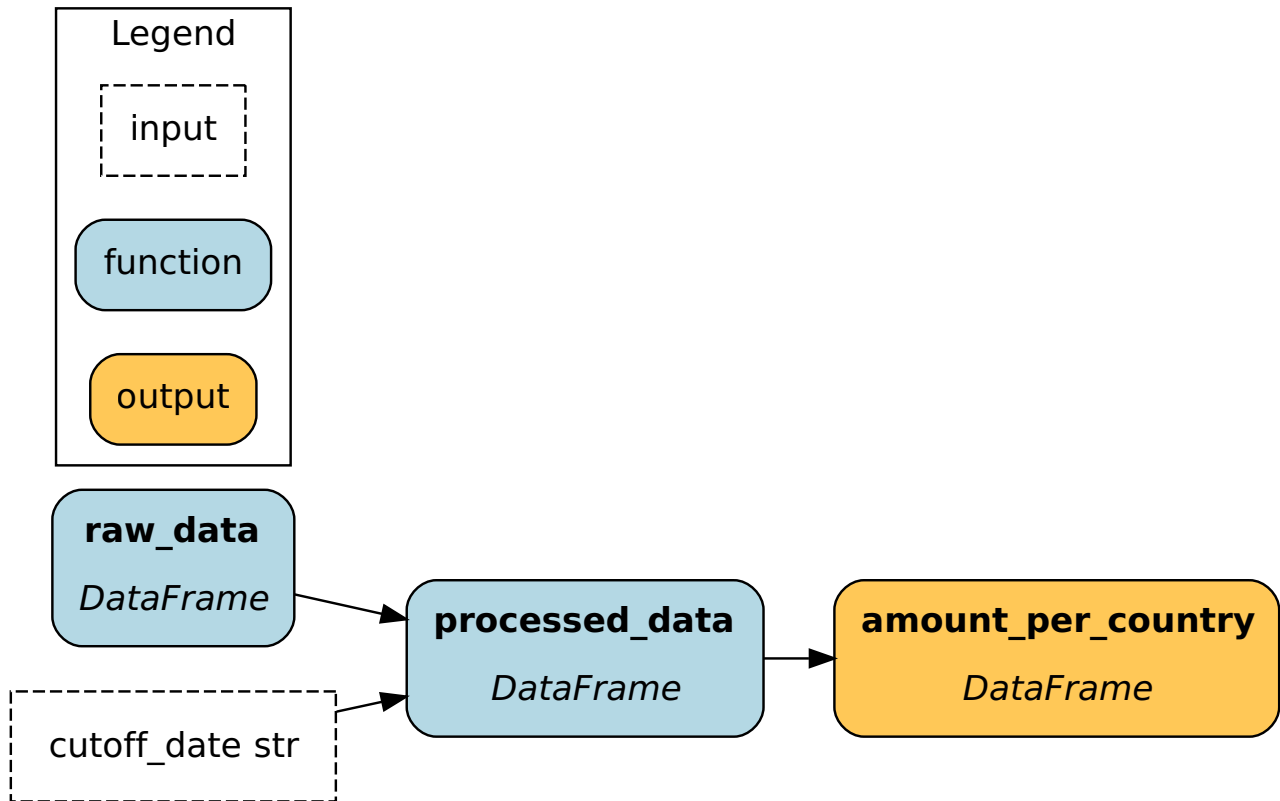 Legend
input
function
output
raw_data
DataFrame
cutoff_date str
processed_data
DataFrame
amount_per_country
DataFrame